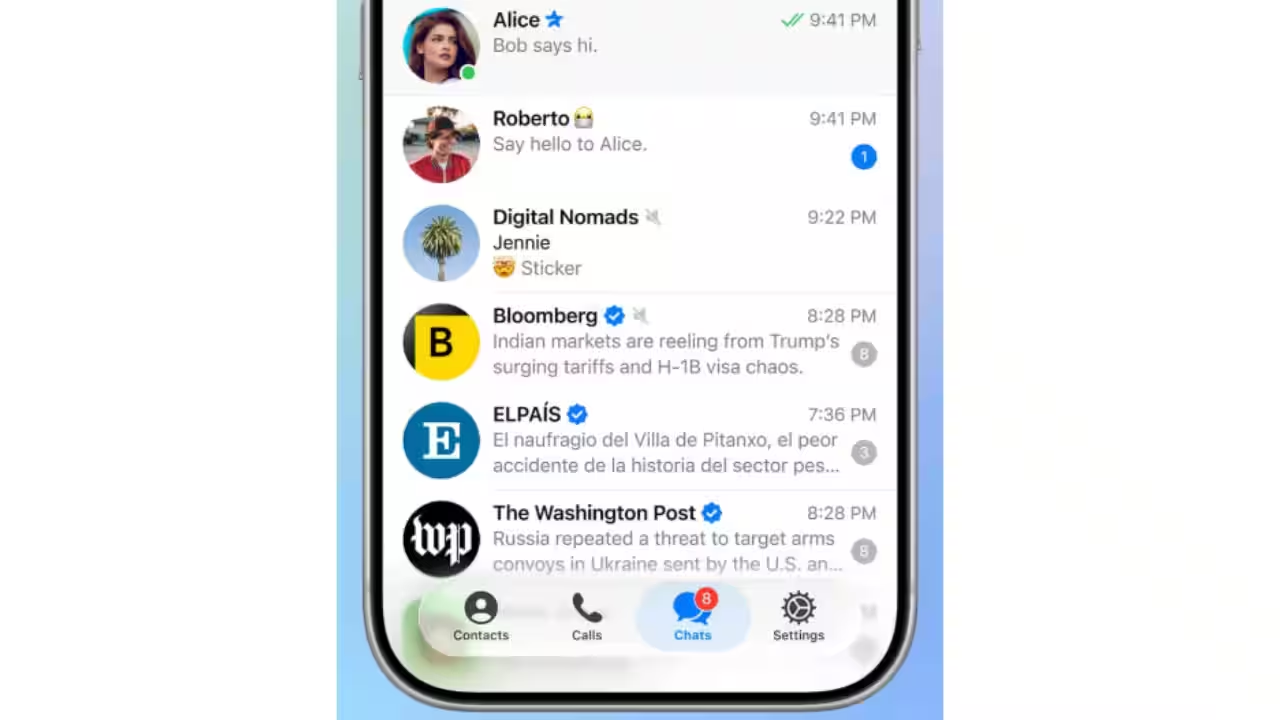 Alice 9:41 PM
Bob says hi.
Roberto 9:41 PM
Say hello to Alice.
1
Digital Nomads 9:22 PM
Jennie
Sticker
B
Bloomberg 8:28 PM
Indian markets are reeling from Trump's
surging tariffs and H-1B visa chaos.
8
E
ELPAÍS 7:36 PM
El naufragio del Villa de Pitanxo, el peor
accidente de la historia del sector pes...
3
wp
The Washington Post 8:28 PM
Russia repeated a threat to target arms
convoys in Ukraine sent by the U.S. an...
8
8
Contacts Calls Chats Settings